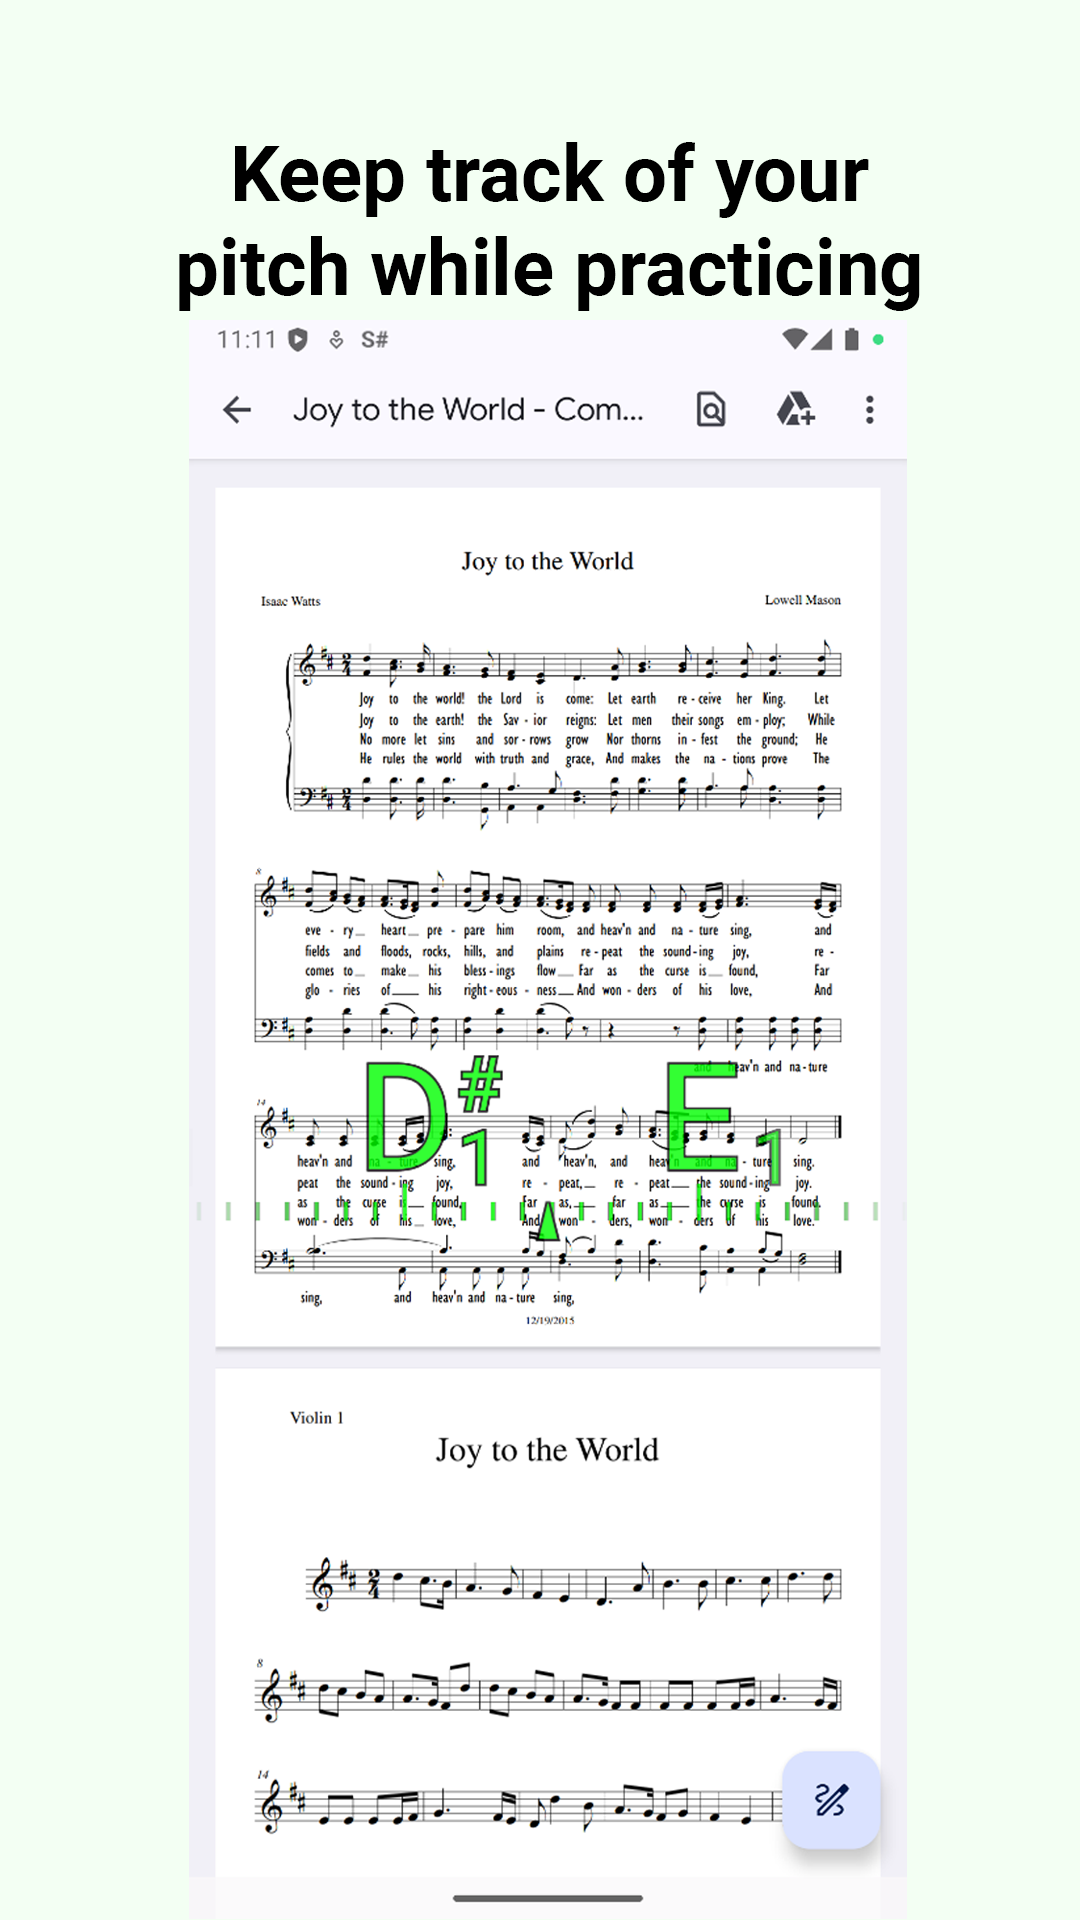 Keep track of your
pitch while practicing
11:11 S#
Joy to the World - Com...
Joy to the World
Isaac Watts Lowell Mason
Joy to the world! the Lord is come: Let earth re - ceive her King. Let
Joy to the earth! the Sav - ior reigns: Let men their songs em - ploy; While
No more let sins and sor - rows grow Nor thorns in - fest the ground; He
He rules the world with truth and grace, And makes the na - tions prove The
8
eve - ry heart pre - pare him room, and heav'n and na - ture sing, and
fields and floods, rocks, hills, and plains re - peat the sound - ing joy, re -
comes to make his bless - ings flow Far as the curse is found, Far
glo - ries of his right - eous - ness And won - ders of his love, And
and heav'n and na - ture
D#1 E1
14
heav'n and na - ture sing, and heav'n, and heav'n and na - ture sing.
peat the sound - ing joy, re - peat, re - peat the sound - ing joy.
as the curse is found, far as, far as the curse is found.
won - ders of his love, And won - ders, won - ders of his love.
sing, and heav'n and na - ture sing,
12/19/2015
Violin 1
Joy to the World
8
14